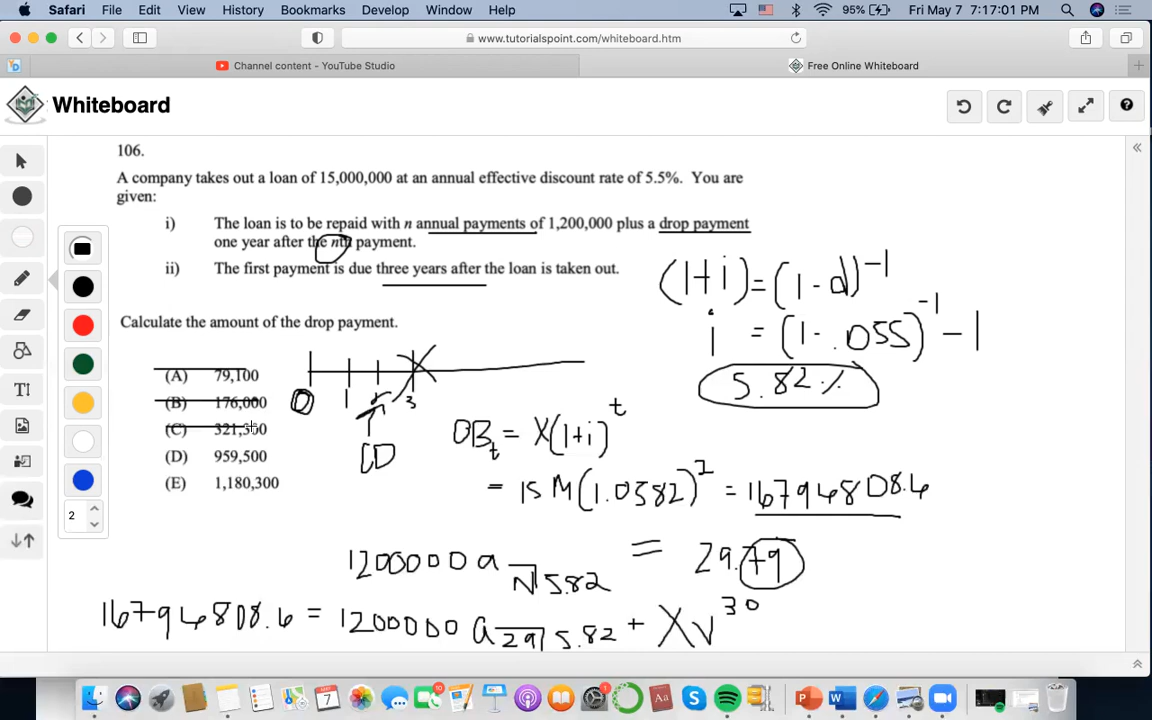 Safari File Edit View History Bookmarks Develop Window Help 95% Fri May 7 7:17:01 PM
www.tutorialspoint.com/whiteboard.htm
Channel content - YouTube Studio Free Online Whiteboard
Whiteboard
106.
A company takes out a loan of 15,000,000 at an annual effective discount rate of 5.5%. You are
given:
i) The loan is to be repaid with n annual payments of 1,200,000 plus a drop payment
one year after the nth payment.
ii) The first payment is due three years after the loan is taken out.
(1+i)=(1-d)^-1
Calculate the amount of the drop payment.
i = (1-.055)^-1 - 1
5.82%
(A) 79,100
(B) 176,000
(C) 321,500
(D) 959,500
(E) 1,180,300
0 1 2 3
OB_t = X(1+i)^t
= 15M(1.0582)^2 = 16794808.6
1200000 a N 5.82 = 29.79
16794808.6 = 1200000 a 29 5.82 + Xv^30
2